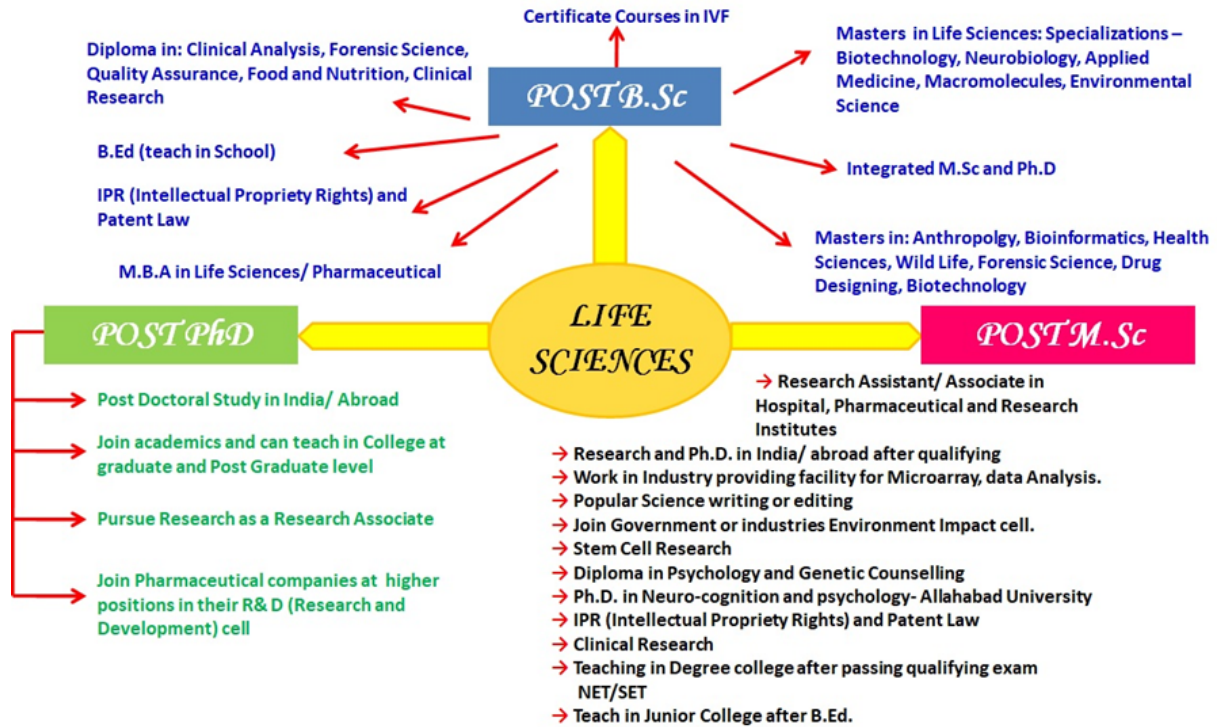 Certificate Courses in IVF
Diploma in: Clinical Analysis, Forensic Science,
Quality Assurance, Food and Nutrition, Clinical
Research
POST B.Sc
Masters in Life Sciences: Specializations –
Biotechnology, Neurobiology, Applied
Medicine, Macromolecules, Environmental
Science
B.Ed (teach in School)
IPR (Intellectual Propriety Rights) and
Patent Law
M.B.A in Life Sciences/ Pharmaceutical
Integrated M.Sc and Ph.D
Masters in: Anthropolgy, Bioinformatics, Health
Sciences, Wild Life, Forensic Science, Drug
Designing, Biotechnology
LIFE
SCIENCES
POST PhD
Post Doctoral Study in India/ Abroad
Join academics and can teach in College at
graduate and Post Graduate level
Pursue Research as a Research Associate
Join Pharmaceutical companies at higher
positions in their R& D (Research and
Development) cell
POST M.Sc
→ Research Assistant/ Associate in
Hospital, Pharmaceutical and Research
Institutes
→ Research and Ph.D. in India/ abroad after qualifying
→ Work in Industry providing facility for Microarray, data Analysis.
→ Popular Science writing or editing
→ Join Government or industries Environment Impact cell.
→ Stem Cell Research
→ Diploma in Psychology and Genetic Counselling
→ Ph.D. in Neuro-cognition and psychology- Allahabad University
→ IPR (Intellectual Propriety Rights) and Patent Law
→ Clinical Research
→ Teaching in Degree college after passing qualifying exam
NET/SET
→ Teach in Junior College after B.Ed.